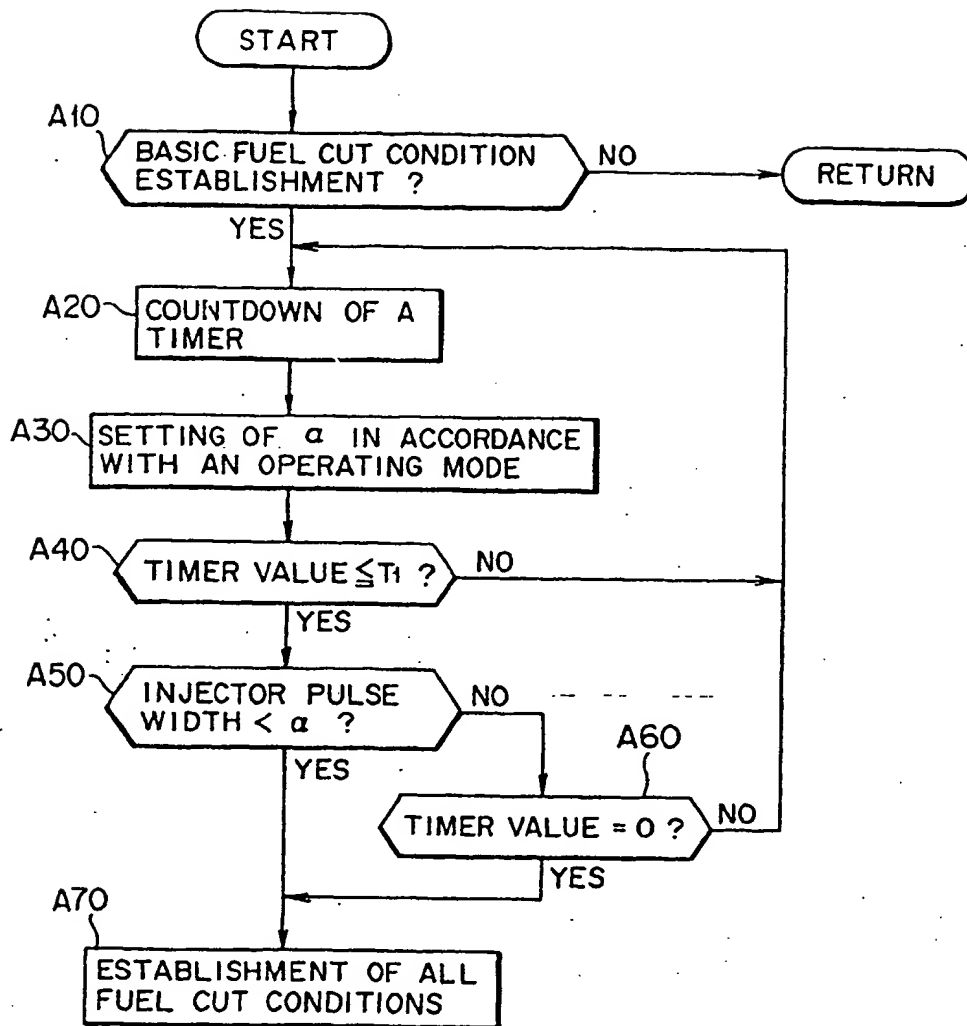 START
A10
BASIC FUEL CUT CONDITION
ESTABLISHMENT ?
NO
RETURN
YES
A20
COUNTDOWN OF A
TIMER
A30
SETTING OF α IN ACCORDANCE
WITH AN OPERATING MODE
A40
TIMER VALUE ≦ T1 ?
NO
YES
A50
INJECTOR PULSE
WIDTH < α ?
NO
YES
A60
TIMER VALUE = 0 ?
NO
YES
A70
ESTABLISHMENT OF ALL
FUEL CUT CONDITIONS